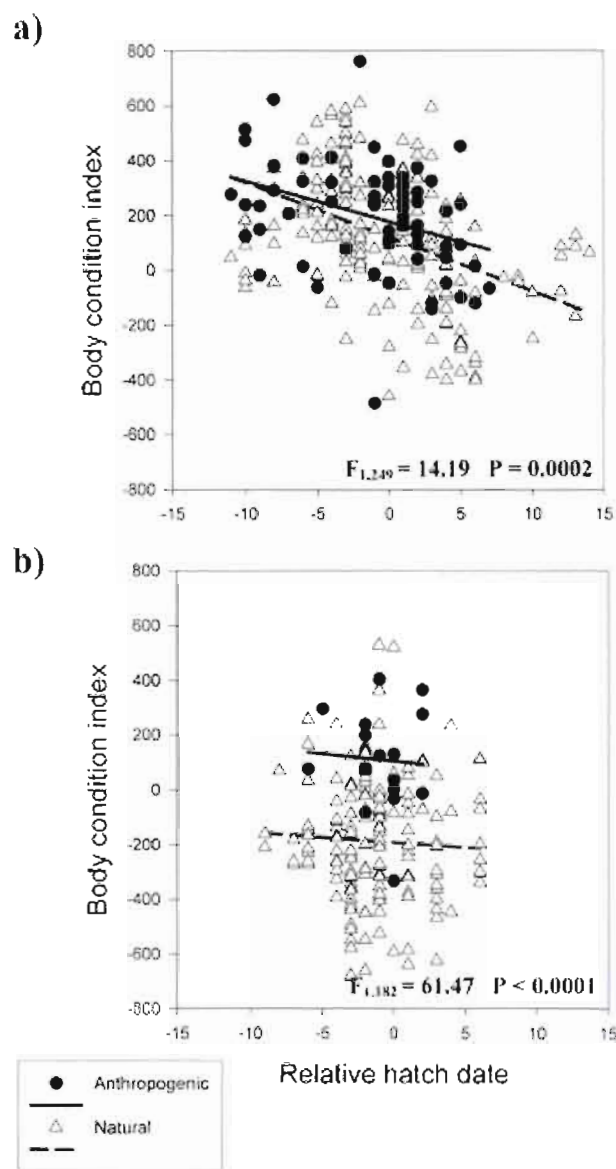 a)
800
600
400
200
0
-200
-400
-600
-800
Body condition index
F1,249 = 14.19 P = 0.0002
-15 -10 -5 0 5 10 15
b)
800
600
400
200
0
-200
-400
-600
-800
Body condition index
F1,182 = 61.47 P < 0.0001
-15 -10 -5 0 5 10 15
Relative hatch date
Anthropogenic
Natural